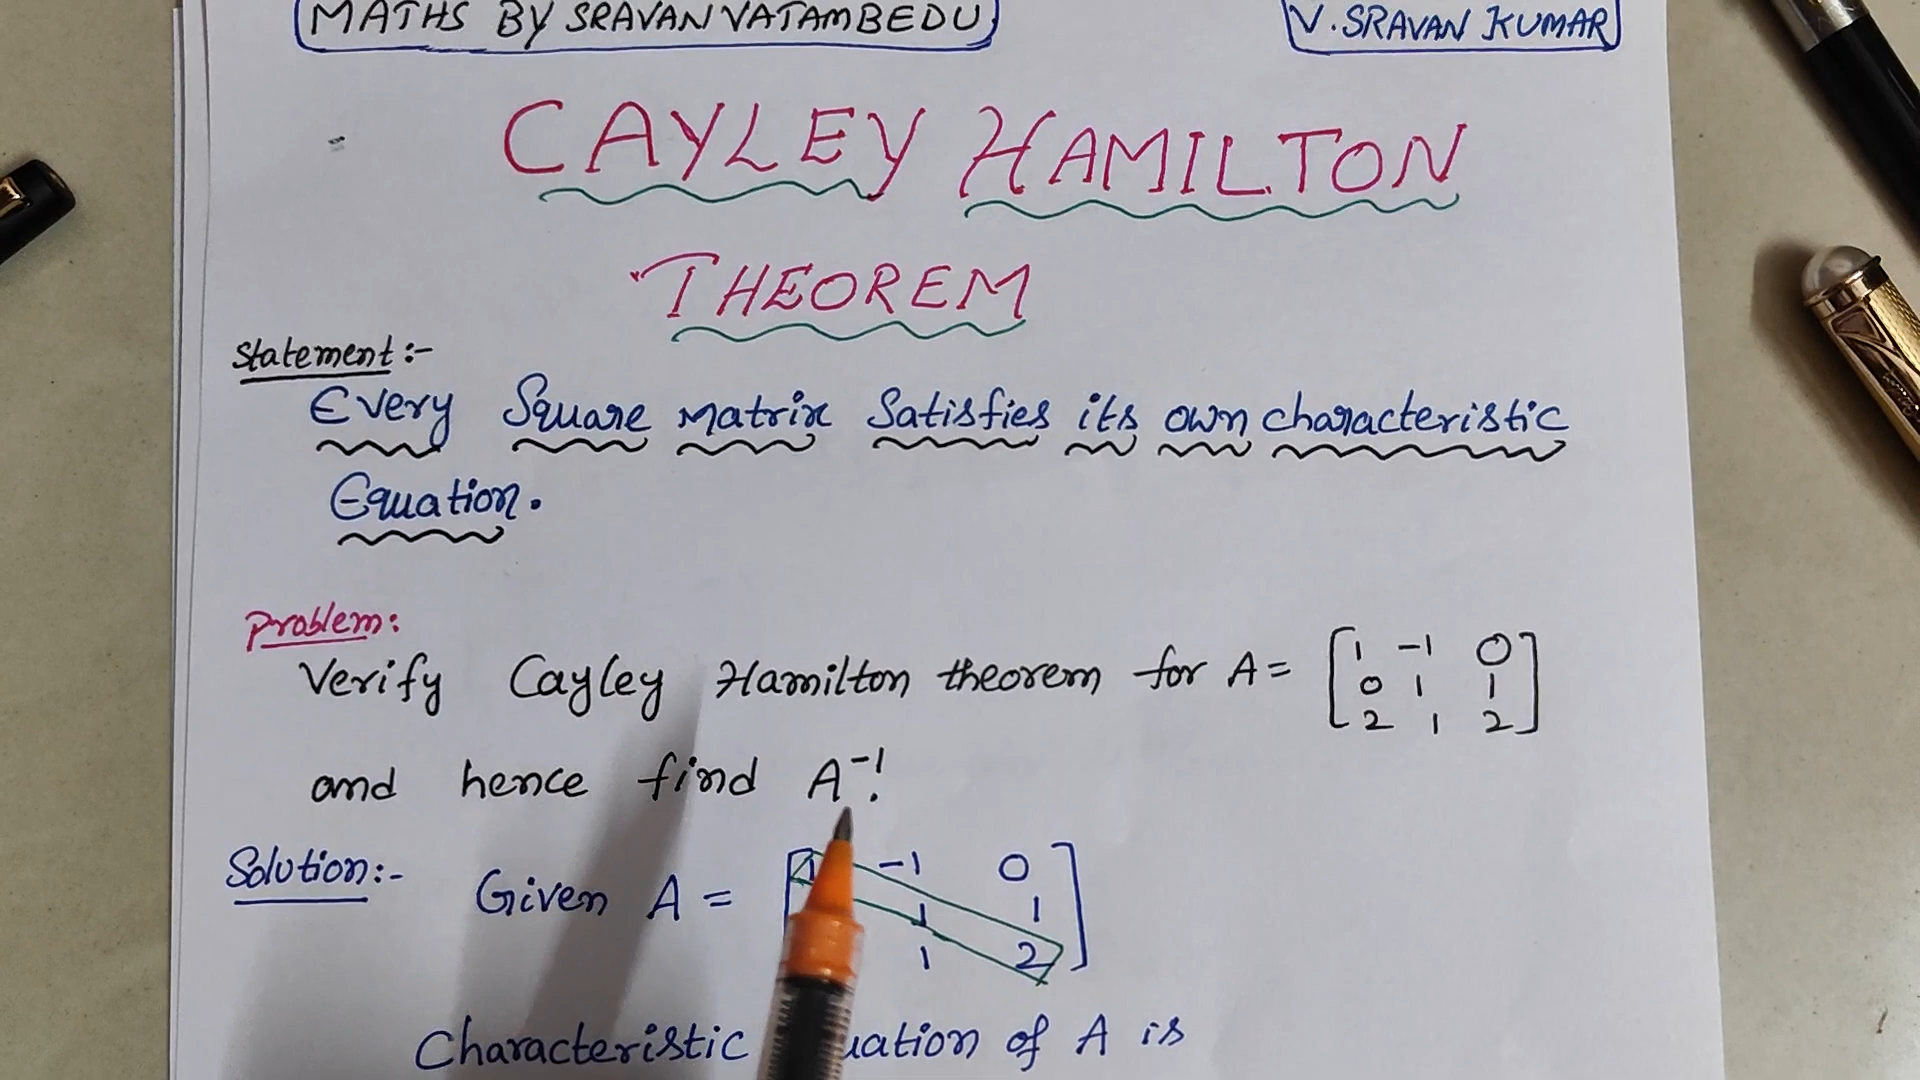 MATHS BY SRAVAN VATAMBEDU
V. SRAVAN KUMAR
CAYLEY HAMILTON
THEOREM
Statement:-
Every Square matrix Satisfies its own characteristic
Equation.
Problem:
Verify Cayley Hamilton theorem for A = [1 -1 0
0 1 1
2 1 2]
and hence find A⁻¹.
Solution:- Given A = [1 -1 0
1 1
1 2]
Characteristic uation of A is